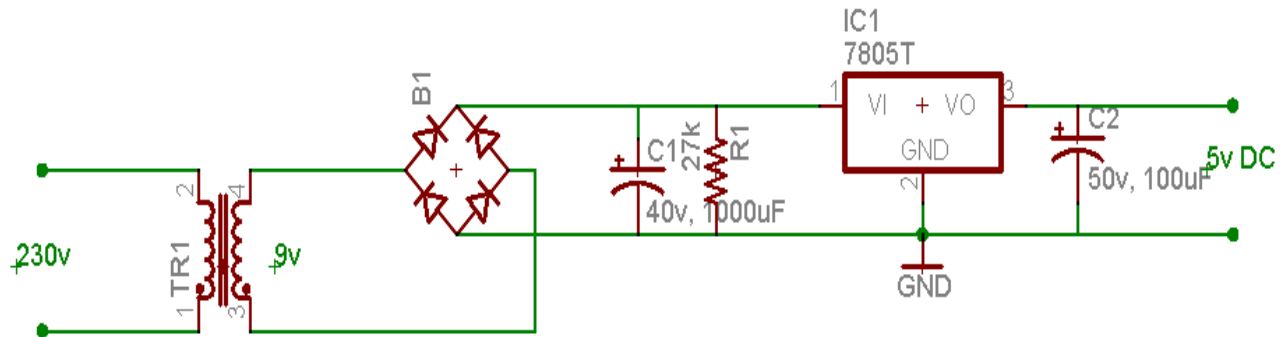 230v
TR1
2
1
4
3
9v
B1
C1
40v, 1000uF
27k
R1
IC1
7805T
1
VI
VO
3
GND
2
GND
C2
50v, 100uF
5v DC